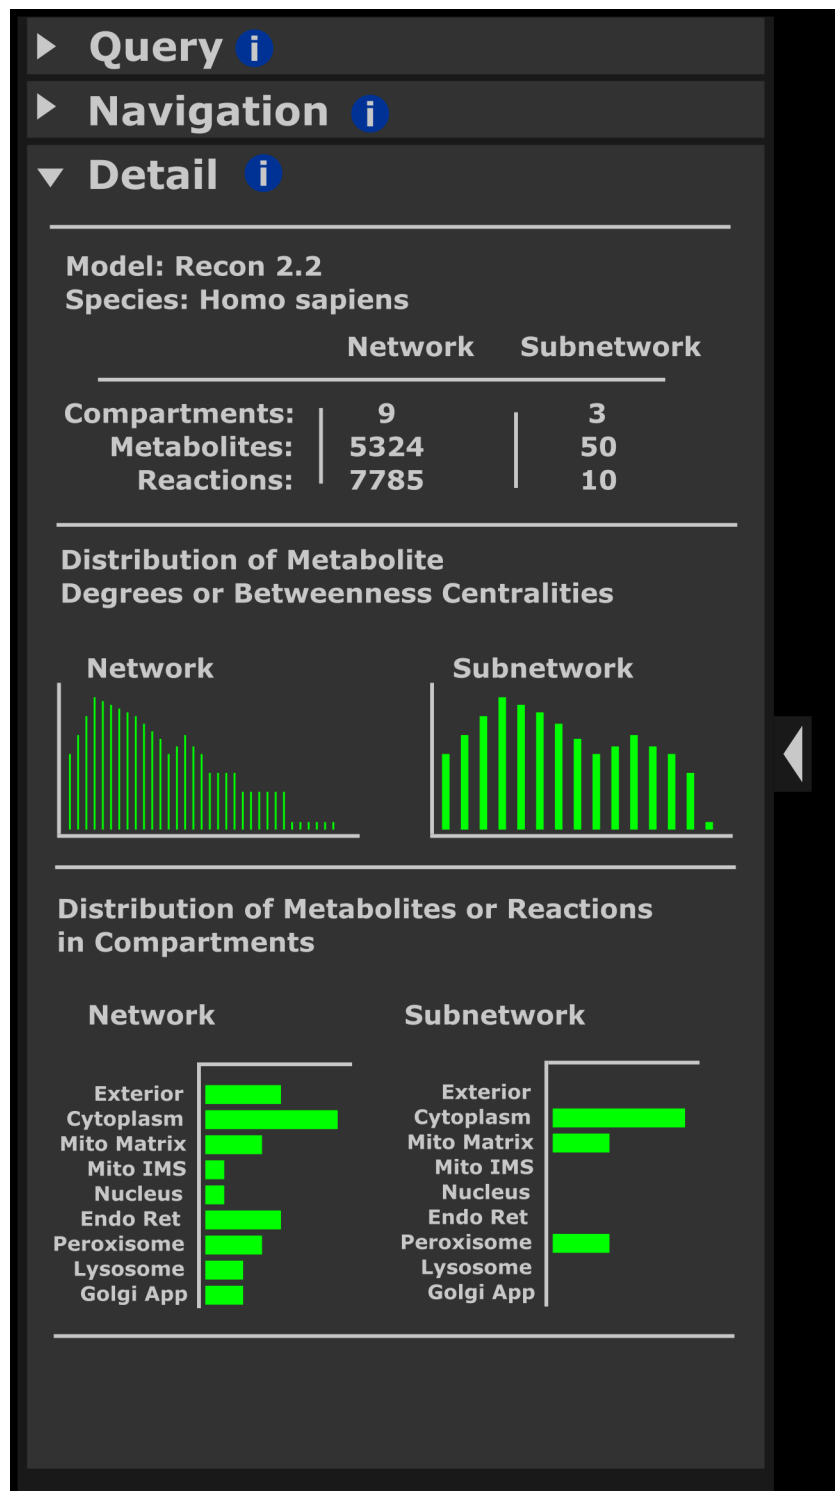 Query i
Navigation i
Detail i
Model: Recon 2.2
Species: Homo sapiens
Network Subnetwork
Compartments: 9 3
Metabolites: 5324 50
Reactions: 7785 10
Distribution of Metabolite
Degrees or Betweenness Centralities
Network Subnetwork
Distribution of Metabolites or Reactions
in Compartments
Network Subnetwork
Exterior Exterior
Cytoplasm Cytoplasm
Mito Matrix Mito Matrix
Mito IMS Mito IMS
Nucleus Nucleus
Endo Ret Endo Ret
Peroxisome Peroxisome
Lysosome Lysosome
Golgi App Golgi App